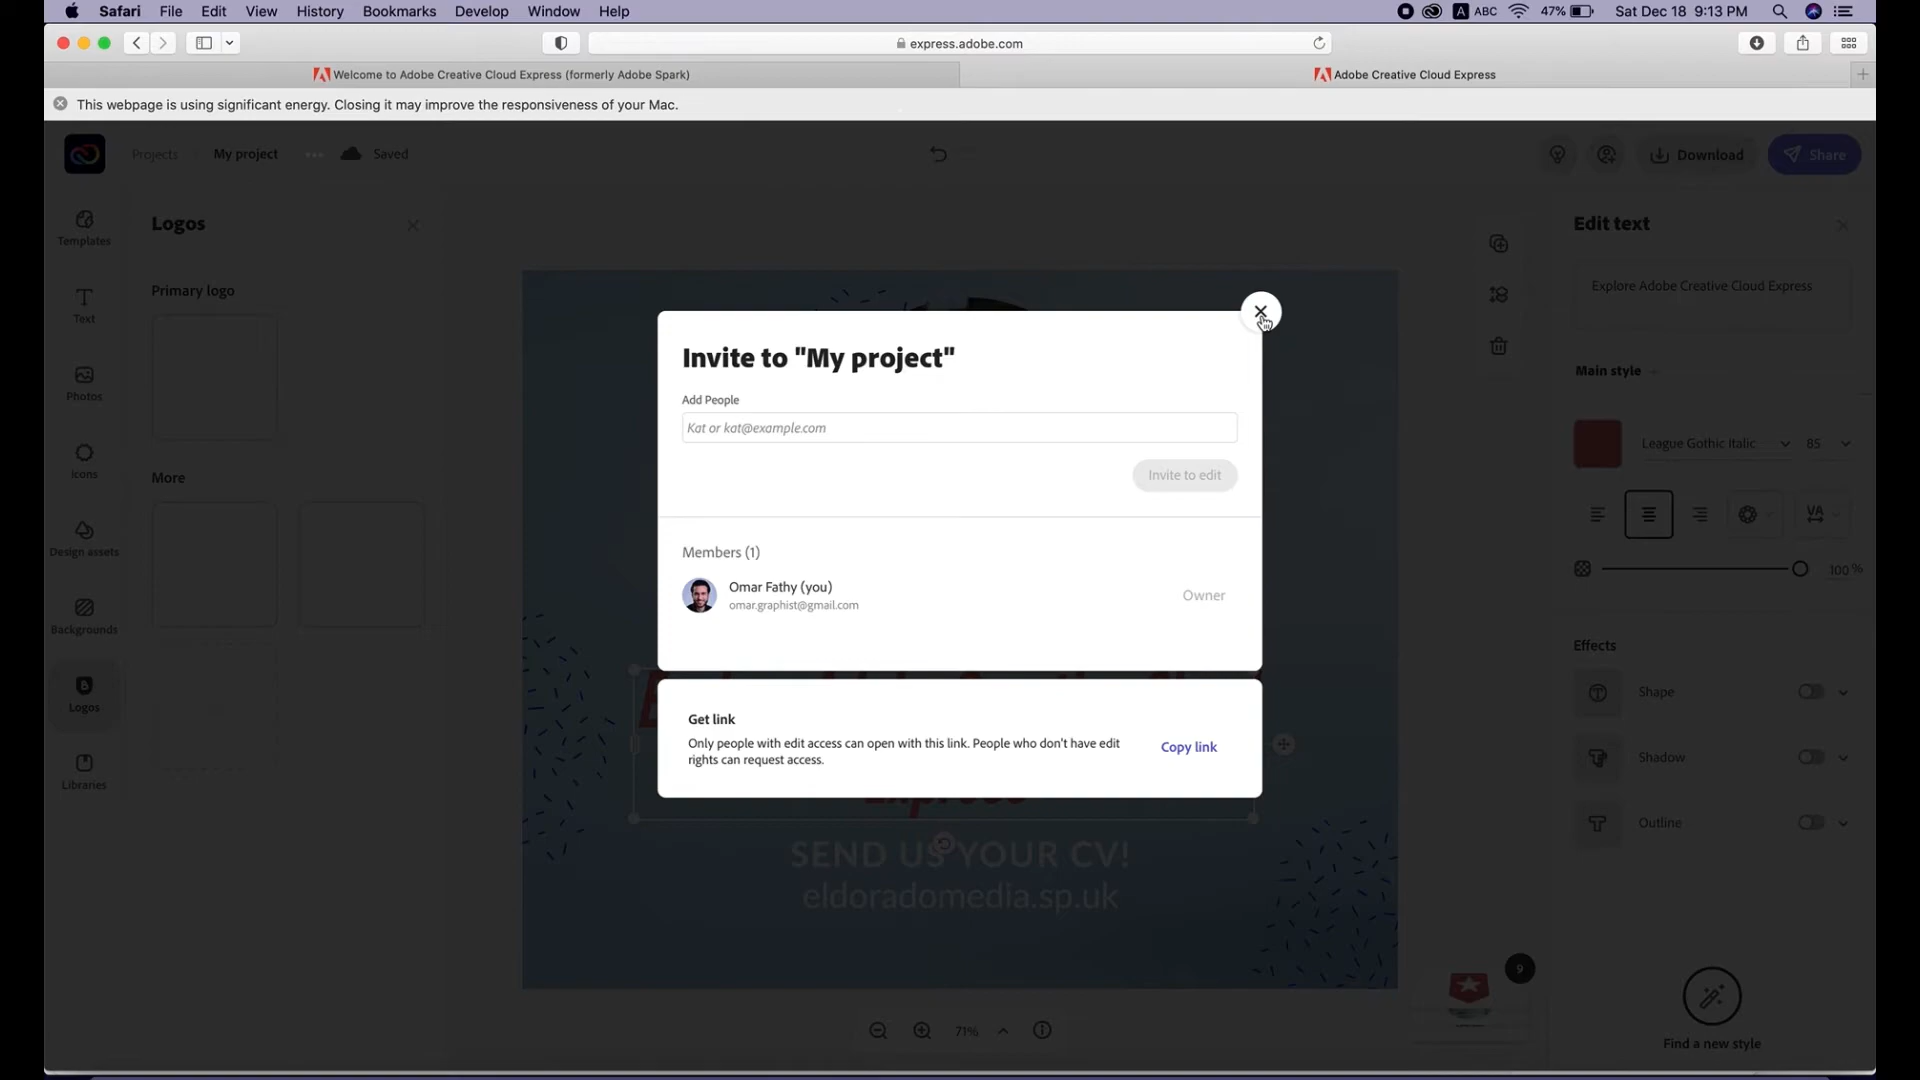 Safari File Edit View History Bookmarks Develop Window Help
A ABC 47% Sat Dec 18 9:13 PM
express.adobe.com
Welcome to Adobe Creative Cloud Express (formerly Adobe Spark)
Adobe Creative Cloud Express
This webpage is using significant energy. Closing it may improve the responsiveness of your Mac.
Projects My project Saved
Download
Share
Templates
Text
Photos
Icons
Design assets
Backgrounds
Logos
Libraries
Logos
Primary logo
More
Invite to "My project"
Add People
Kat or kat@example.com
Invite to edit
Members (1)
Omar Fathy (you)
omar.graphist@gmail.com
Owner
Get link
Only people with edit access can open with this link. People who don't have edit
rights can request access.
Copy link
Express
SEND US YOUR CV!
eldoradomedia.sp.uk
71%
Edit text
Explore Adobe Creative Cloud Express
Main style
League Gothic Italic 85
VA
100 %
Effects
Shape
Shadow
Outline
9
Find a new style